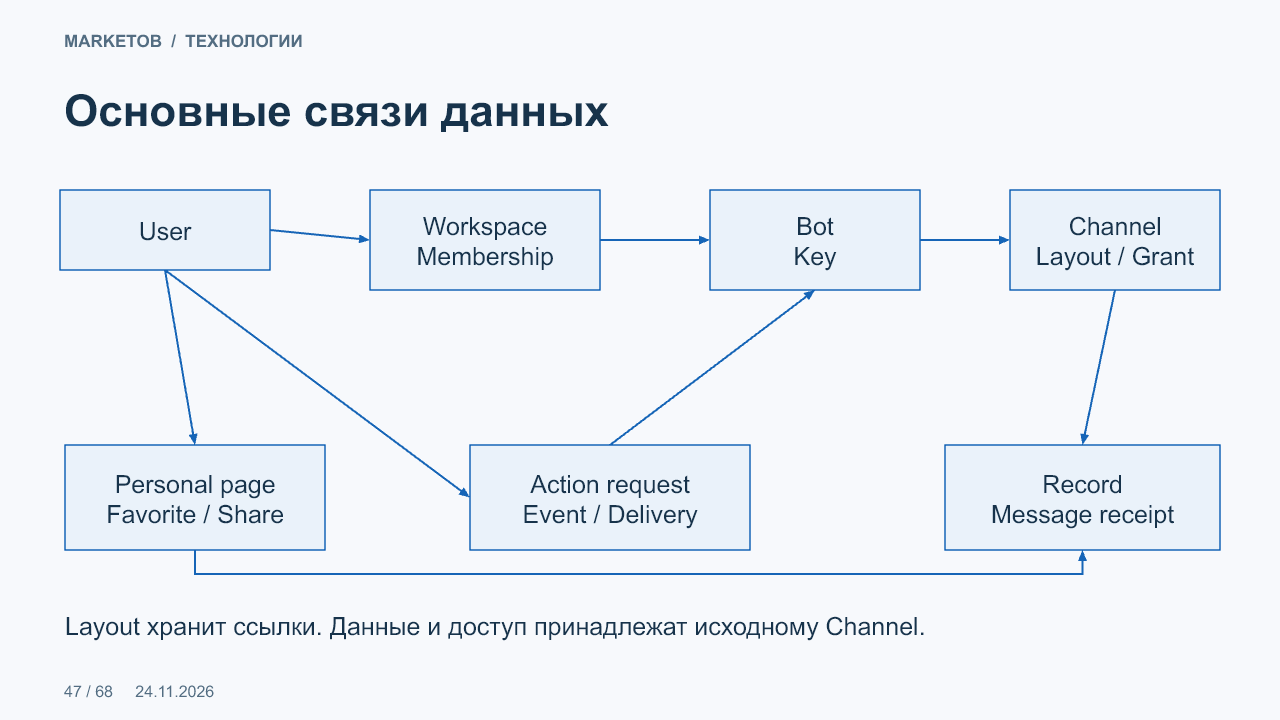 MARKETOB / ТЕХНОЛОГИИ
Основные связи данных
User
Workspace
Membership
Bot
Key
Channel
Layout / Grant
Personal page
Favorite / Share
Action request
Event / Delivery
Record
Message receipt
Layout хранит ссылки. Данные и доступ принадлежат исходному Channel.
47 / 68 24.11.2026